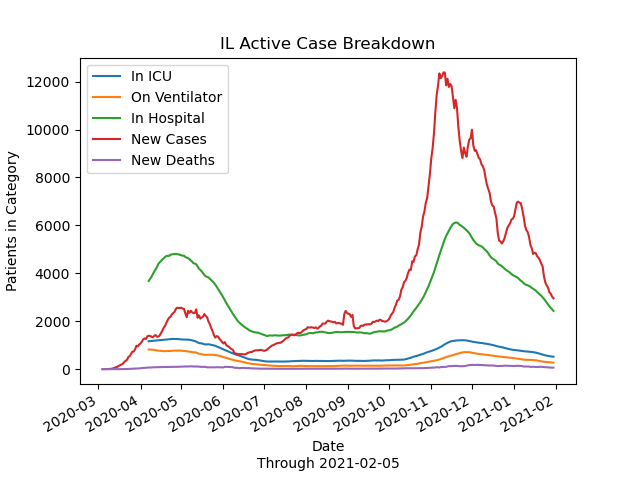 IL Active Case Breakdown
In ICU
On Ventilator
In Hospital
New Cases
New Deaths
Patients in Category
12000
10000
8000
6000
4000
2000
0
2020-03
2020-04
2020-05
2020-06
2020-07
2020-08
2020-09
2020-10
2020-11
2020-12
2021-01
2021-02
Date
Through 2021-02-05